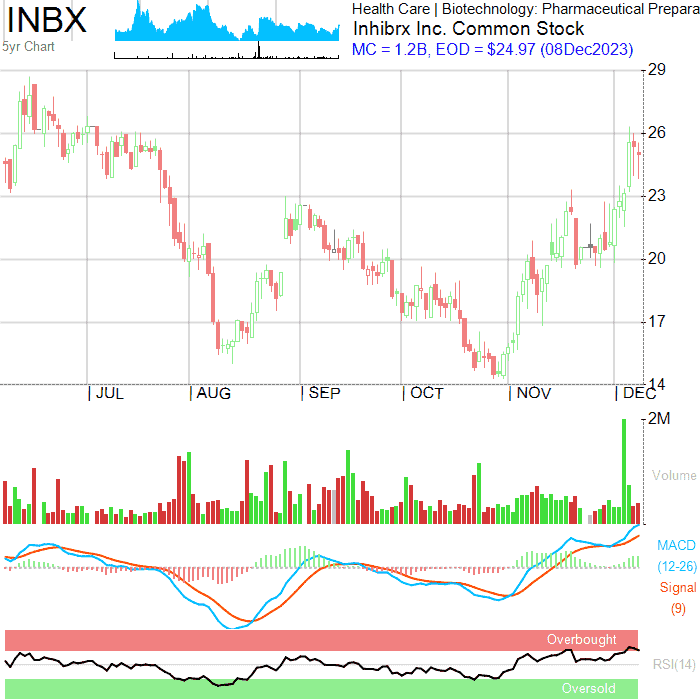 INBX
5yr Chart
Health Care | Biotechnology: Pharmaceutical Prepara
Inhibrx Inc. Common Stock
MC = 1.2B, EOD = $24.97 (08Dec2023)
29
26
23
20
17
14
JUL AUG SEP OCT NOV DEC
2M
Volume
MACD
(12-26)
Signal
(9)
Overbought
RSI(14)
Oversold